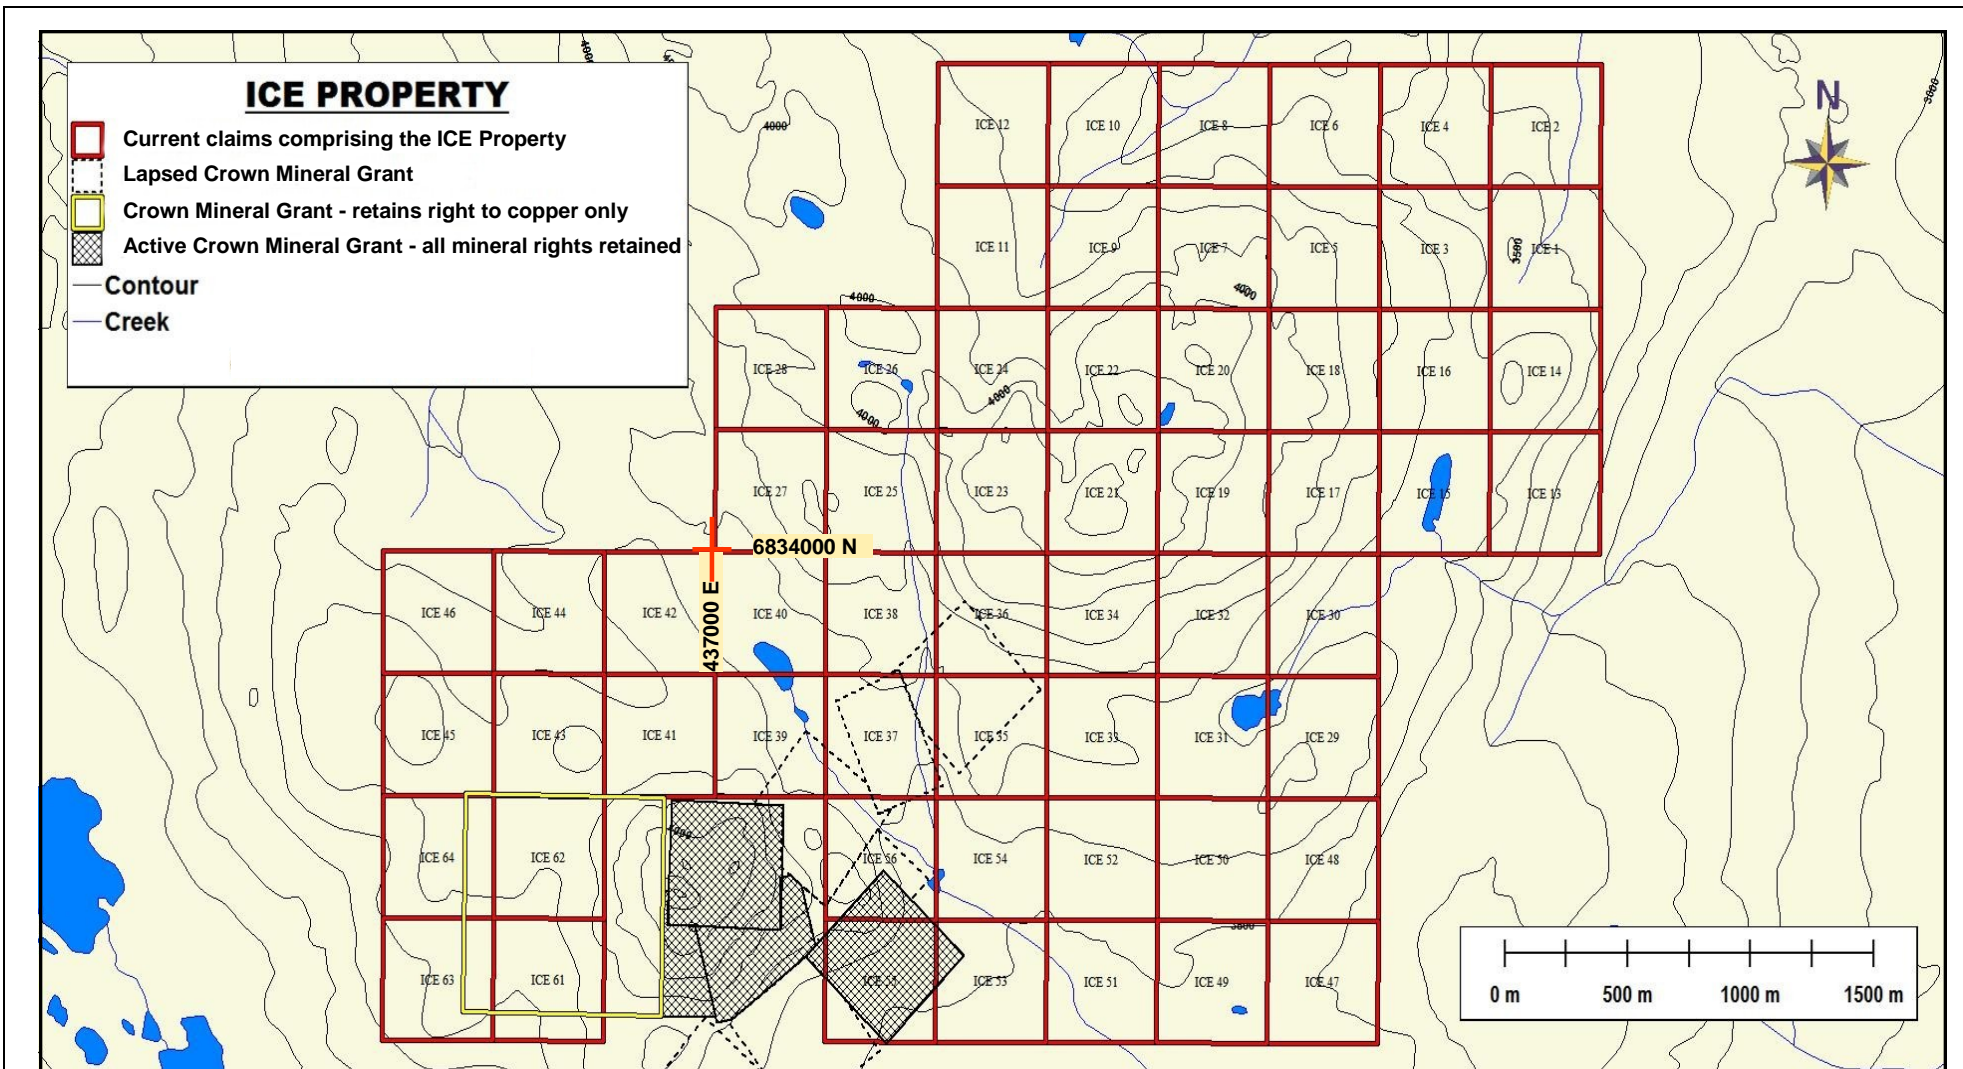 ICE PROPERTY
Current claims comprising the ICE Property
Lapsed Crown Mineral Grant
Crown Mineral Grant - retains right to copper only
Active Crown Mineral Grant - all mineral rights retained
Contour
Creek
N
4000
3000
4000
ICE 12
ICE 10
ICE 8
ICE 6
ICE 4
ICE 2
ICE 11
ICE 9
ICE 7
ICE 5
ICE 3
3500
ICE 1
4000
4000
ICE 28
ICE 26
ICE 24
ICE 22
ICE 20
ICE 18
ICE 16
ICE 14
4000
4000
ICE 27
ICE 25
ICE 23
ICE 21
ICE 19
ICE 17
ICE 15
ICE 13
6834000 N
437000 E
ICE 46
ICE 44
ICE 42
ICE 40
ICE 38
ICE 36
ICE 34
ICE 32
ICE 30
ICE 45
ICE 43
ICE 41
ICE 39
ICE 37
ICE 35
ICE 33
ICE 31
ICE 29
4000
ICE 64
ICE 62
ICE 56
ICE 54
ICE 52
ICE 50
ICE 48
ICE 63
ICE 61
ICE 55
ICE 53
ICE 51
ICE 49
ICE 47
0 m
500 m
1000 m
1500 m